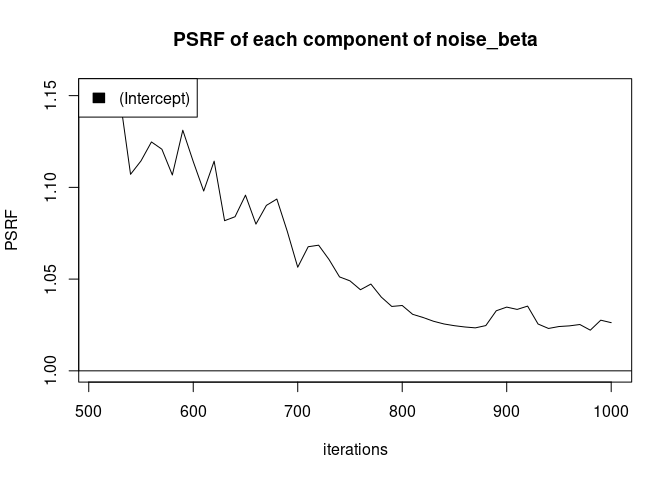 PSRF of each component of noise_beta
(Intercept)
PSRF
1.15
1.10
1.05
1.00
500 600 700 800 900 1000
iterations